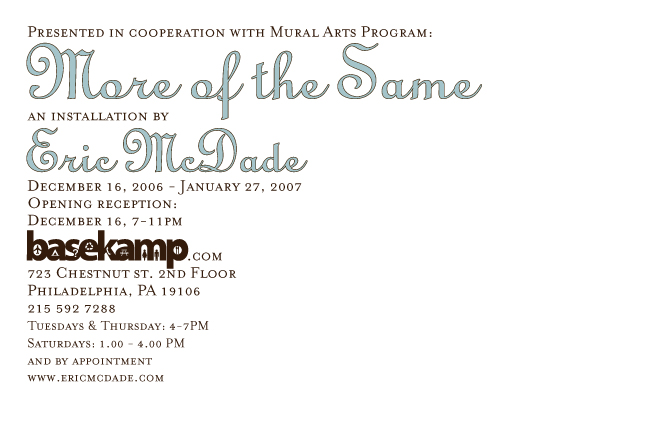 Presented in cooperation with Mural Arts Program:
More of the Same
an installation by
Eric McDade
December 16, 2006 – January 27, 2007
Opening reception:
December 16, 7–11pm
basekamp.com
723 Chestnut st. 2nd Floor
Philadelphia, PA 19106
215 592 7288
Tuesdays & Thursday: 4–7PM
Saturdays: 1.00 - 4.00 PM
and by appointment
www.ericmcdade.com